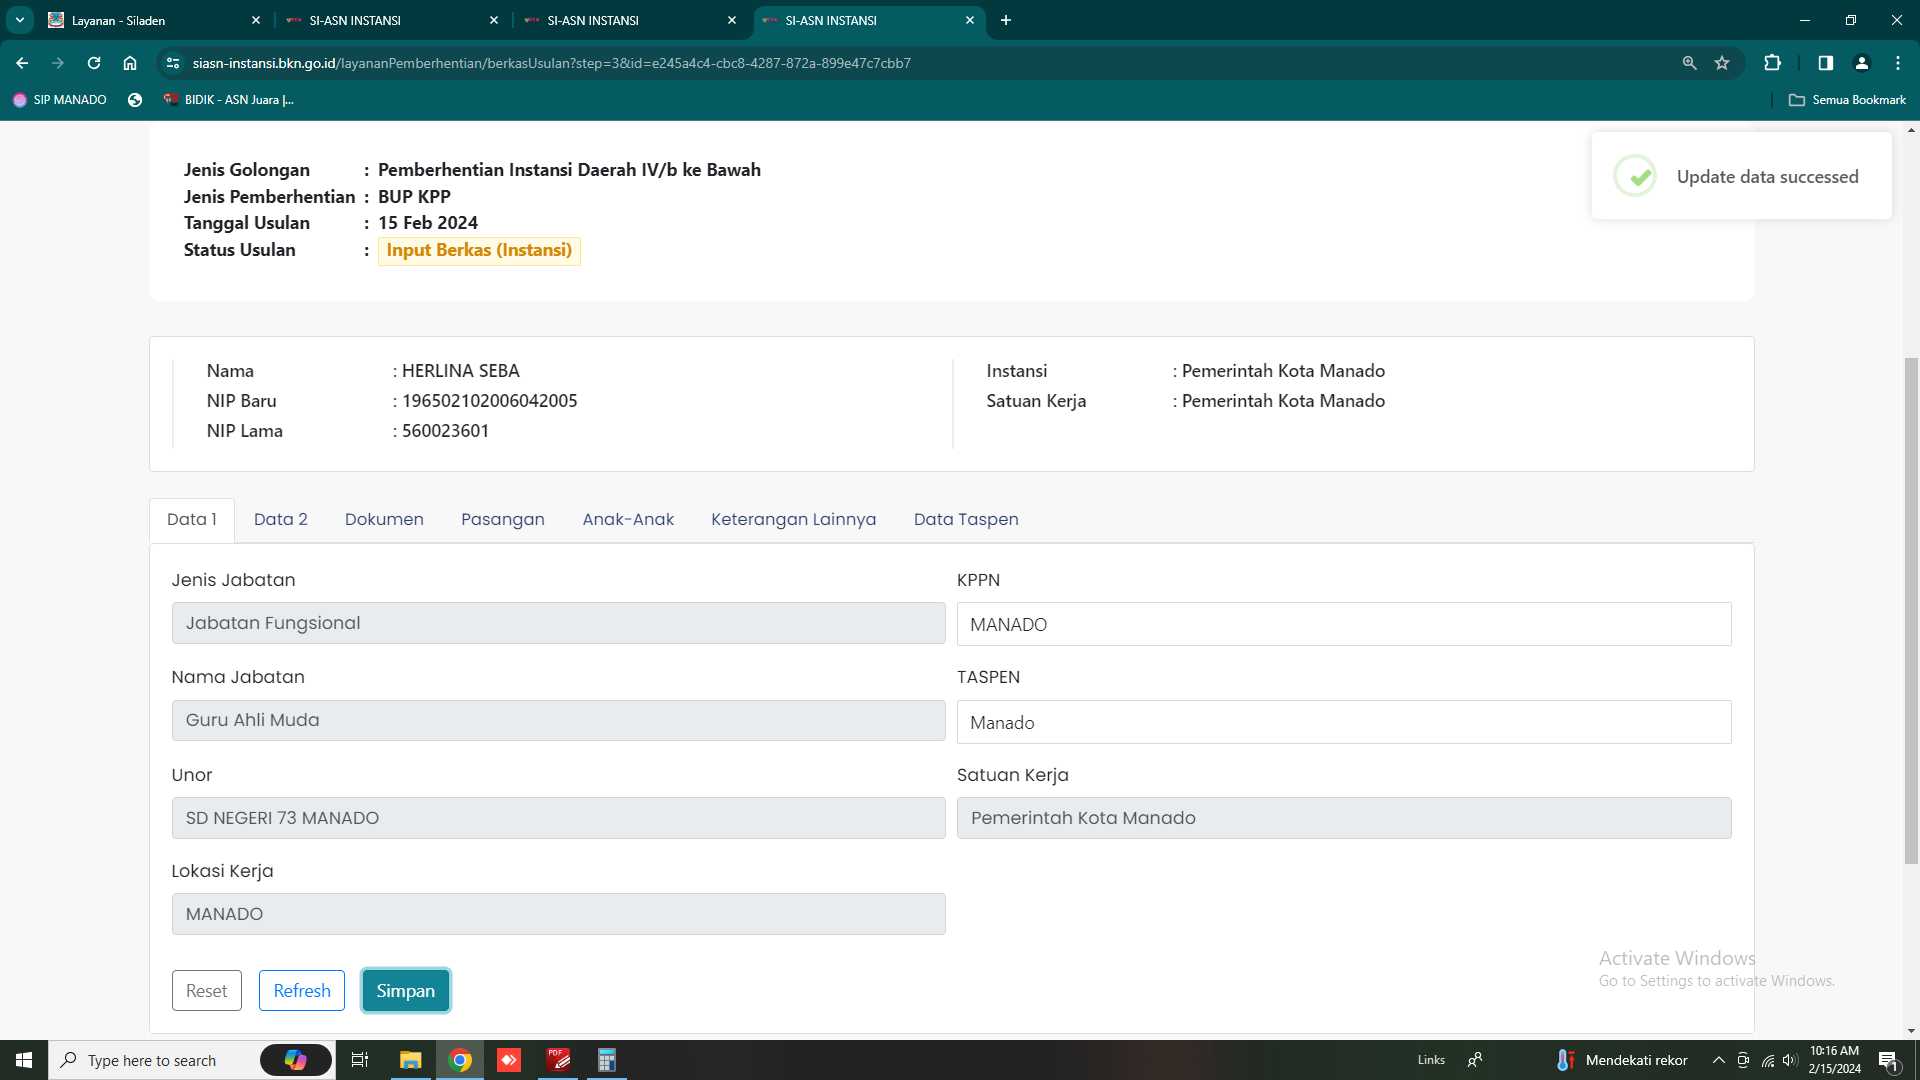 Layanan - Siladen
SI-ASN INSTANSI
SI-ASN INSTANSI
SI-ASN INSTANSI
siasn-instansi.bkn.go.id/layananPemberhentian/berkasUsulan?step=3&id=e245a4c4-cbc8-4287-872a-899e47c7cbb7
SIP MANADO
BIDIK - ASN Juara |...
Semua Bookmark
Jenis Golongan : Pemberhentian Instansi Daerah IV/b ke Bawah
Jenis Pemberhentian : BUP KPP
Tanggal Usulan : 15 Feb 2024
Status Usulan : Input Berkas (Instansi)
Update data successed
Nama : HERLINA SEBA
NIP Baru : 196502102006042005
NIP Lama : 560023601
Instansi : Pemerintah Kota Manado
Satuan Kerja : Pemerintah Kota Manado
Data 1 Data 2 Dokumen Pasangan Anak-Anak Keterangan Lainnya Data Taspen
Jenis Jabatan
Jabatan Fungsional
KPPN
MANADO
Nama Jabatan
Guru Ahli Muda
TASPEN
Manado
Unor
SD NEGERI 73 MANADO
Satuan Kerja
Pemerintah Kota Manado
Lokasi Kerja
MANADO
Reset Refresh Simpan
Activate Windows
Go to Settings to activate Windows.
Type here to search
PDF
Links
Mendekati rekor
10:16 AM
2/15/2024
1